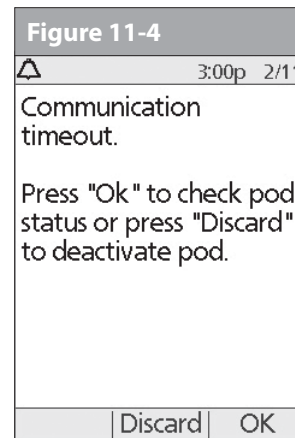 Figure 11-4
3:00p 2/11
Communication
timeout.
Press "Ok" to check pod
status or press "Discard"
to deactivate pod.
Discard OK